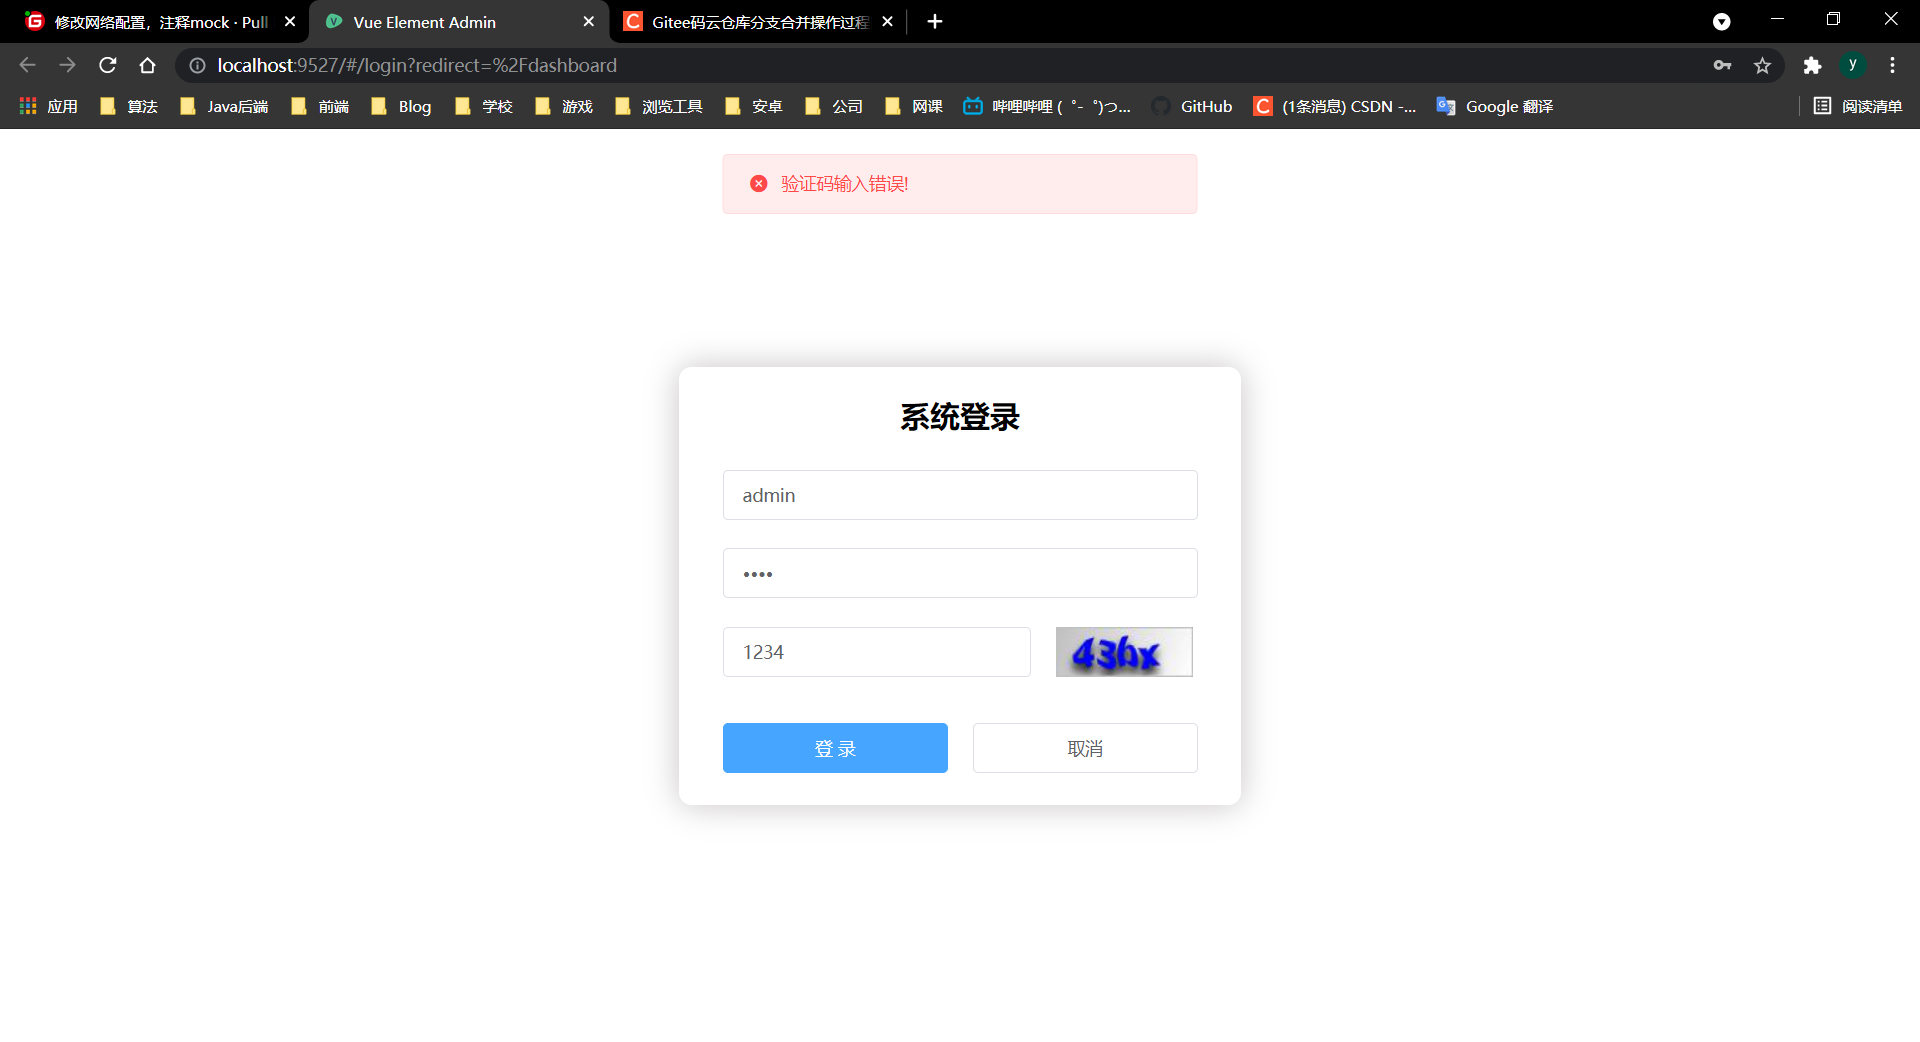 修改网络配置，注释mock · Pull
Vue Element Admin
Gitee码云仓库分支合并操作过程
localhost:9527/#/login?redirect=%2Fdashboard
y
应用 算法 Java后端 前端 Blog 学校 游戏 浏览工具 安卓 公司 网课 哔哩哔哩 (゜-゜)つ... GitHub (1条消息) CSDN -... Google 翻译 阅读清单
验证码输入错误!
系统登录
admin
••••
1234
43bx
登 录
取消